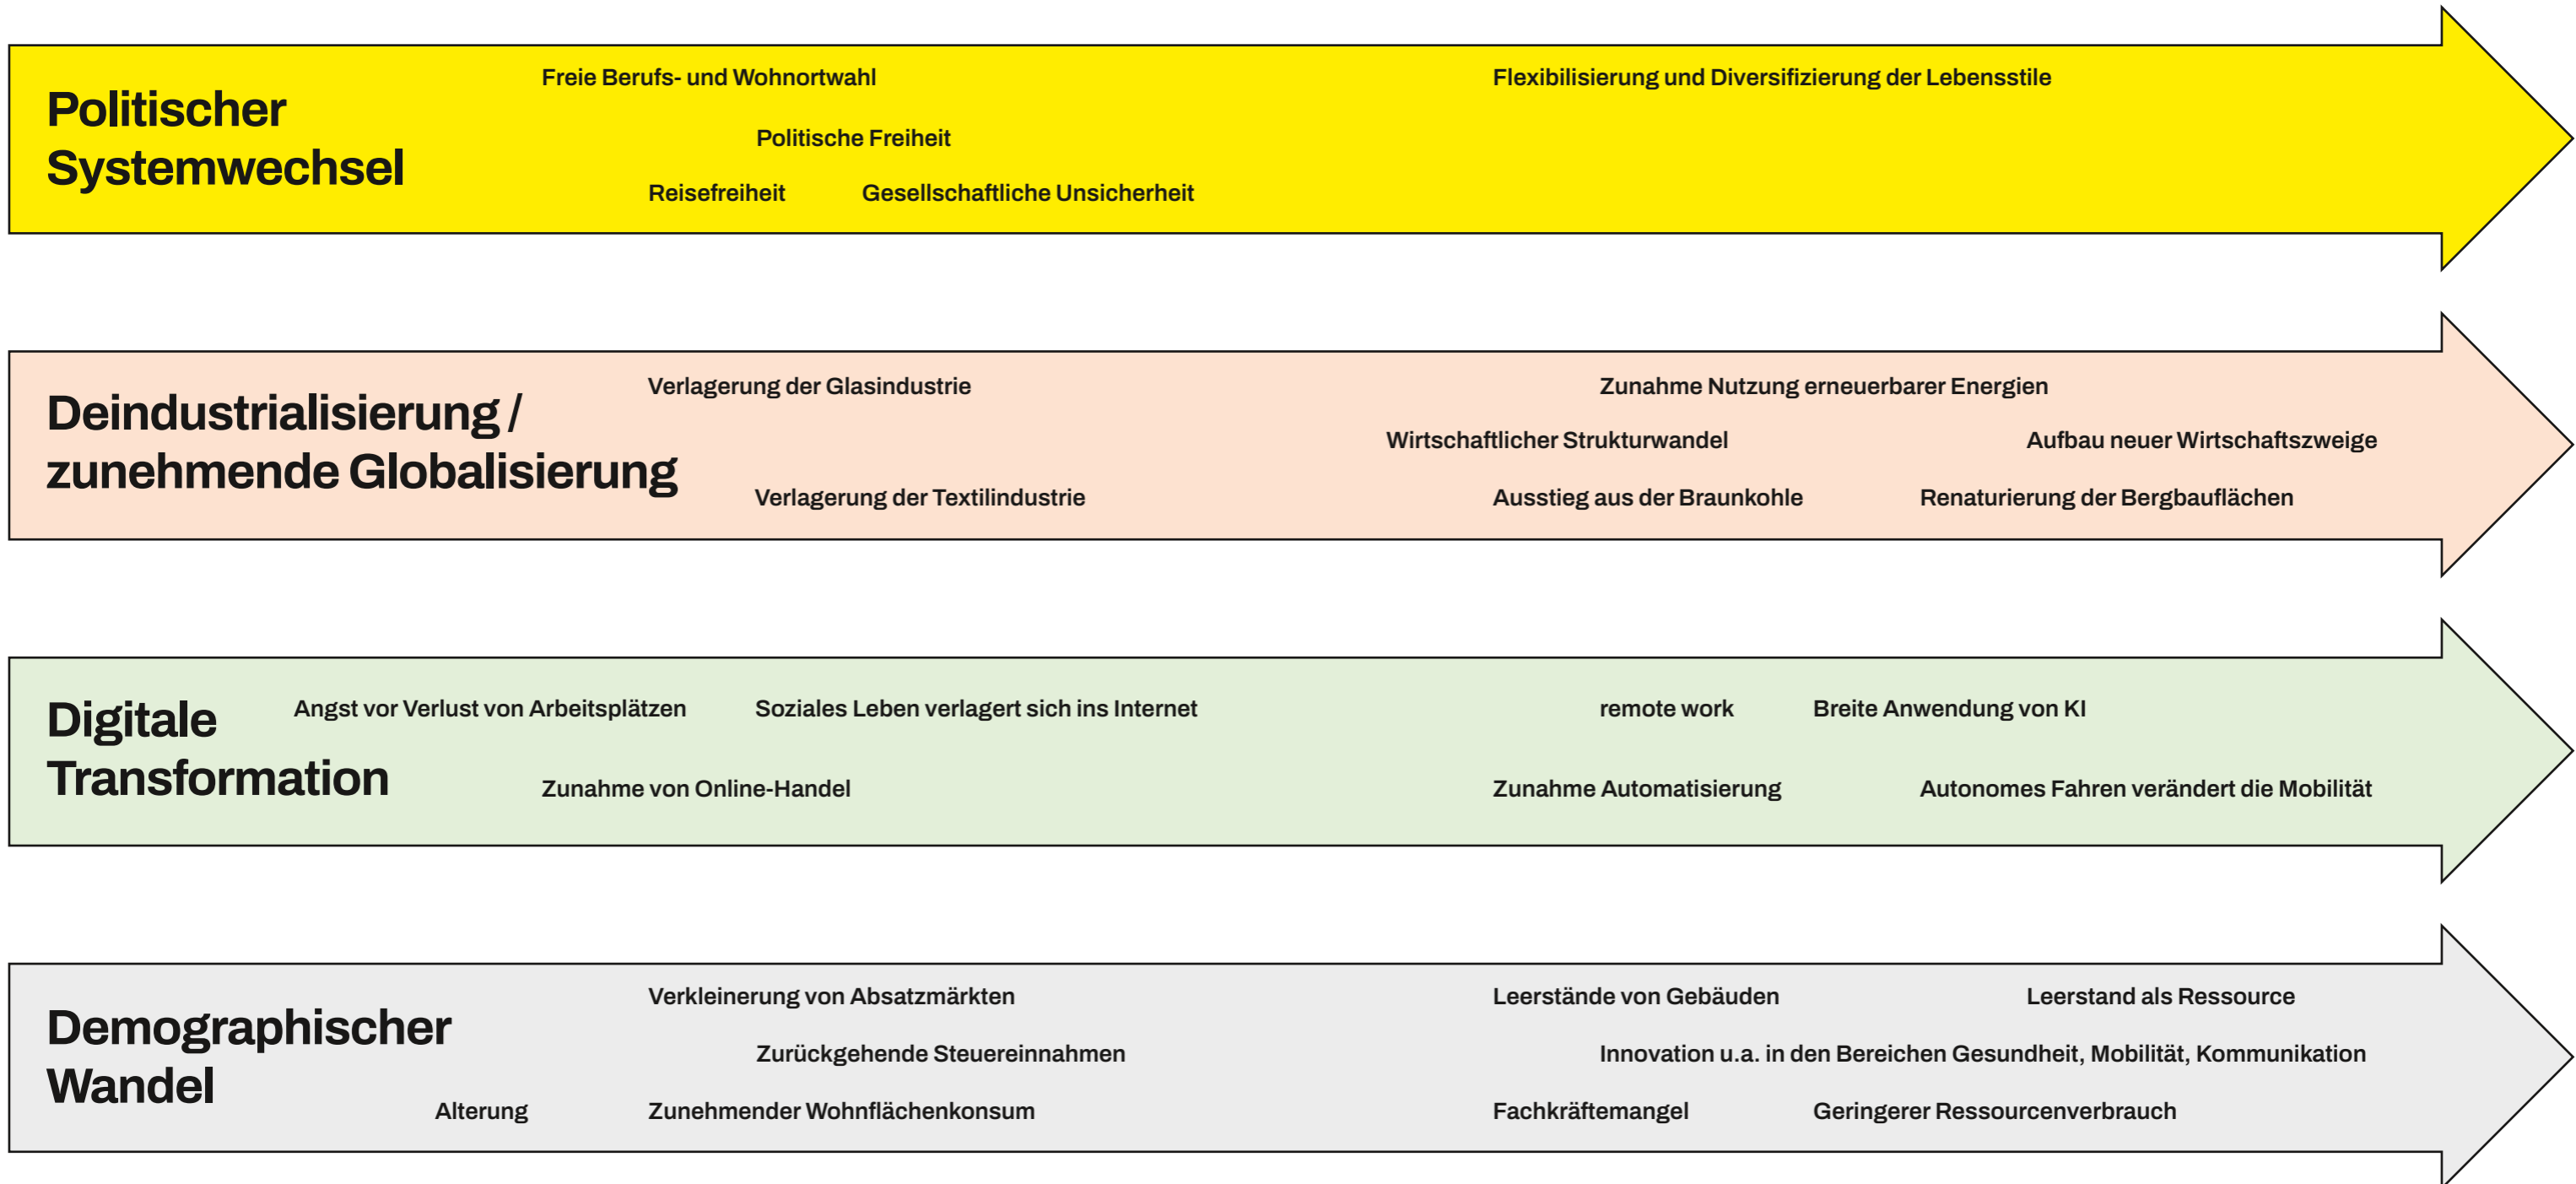 Politischer
Systemwechsel
Freie Berufs- und Wohnortwahl
Flexibilisierung und Diversifizierung der Lebensstile
Politische Freiheit
Reisefreiheit
Gesellschaftliche Unsicherheit
Deindustrialisierung /
zunehmende Globalisierung
Verlagerung der Glasindustrie
Zunahme Nutzung erneuerbarer Energien
Wirtschaftlicher Strukturwandel
Aufbau neuer Wirtschaftszweige
Verlagerung der Textilindustrie
Ausstieg aus der Braunkohle
Renaturierung der Bergbauflächen
Digitale
Transformation
Angst vor Verlust von Arbeitsplätzen
Soziales Leben verlagert sich ins Internet
remote work
Breite Anwendung von KI
Zunahme von Online-Handel
Zunahme Automatisierung
Autonomes Fahren verändert die Mobilität
Demographischer
Wandel
Verkleinerung von Absatzmärkten
Leerstände von Gebäuden
Leerstand als Ressource
Zurückgehende Steuereinnahmen
Innovation u.a. in den Bereichen Gesundheit, Mobilität, Kommunikation
Alterung
Zunehmender Wohnflächenkonsum
Fachkräftemangel
Geringerer Ressourcenverbrauch